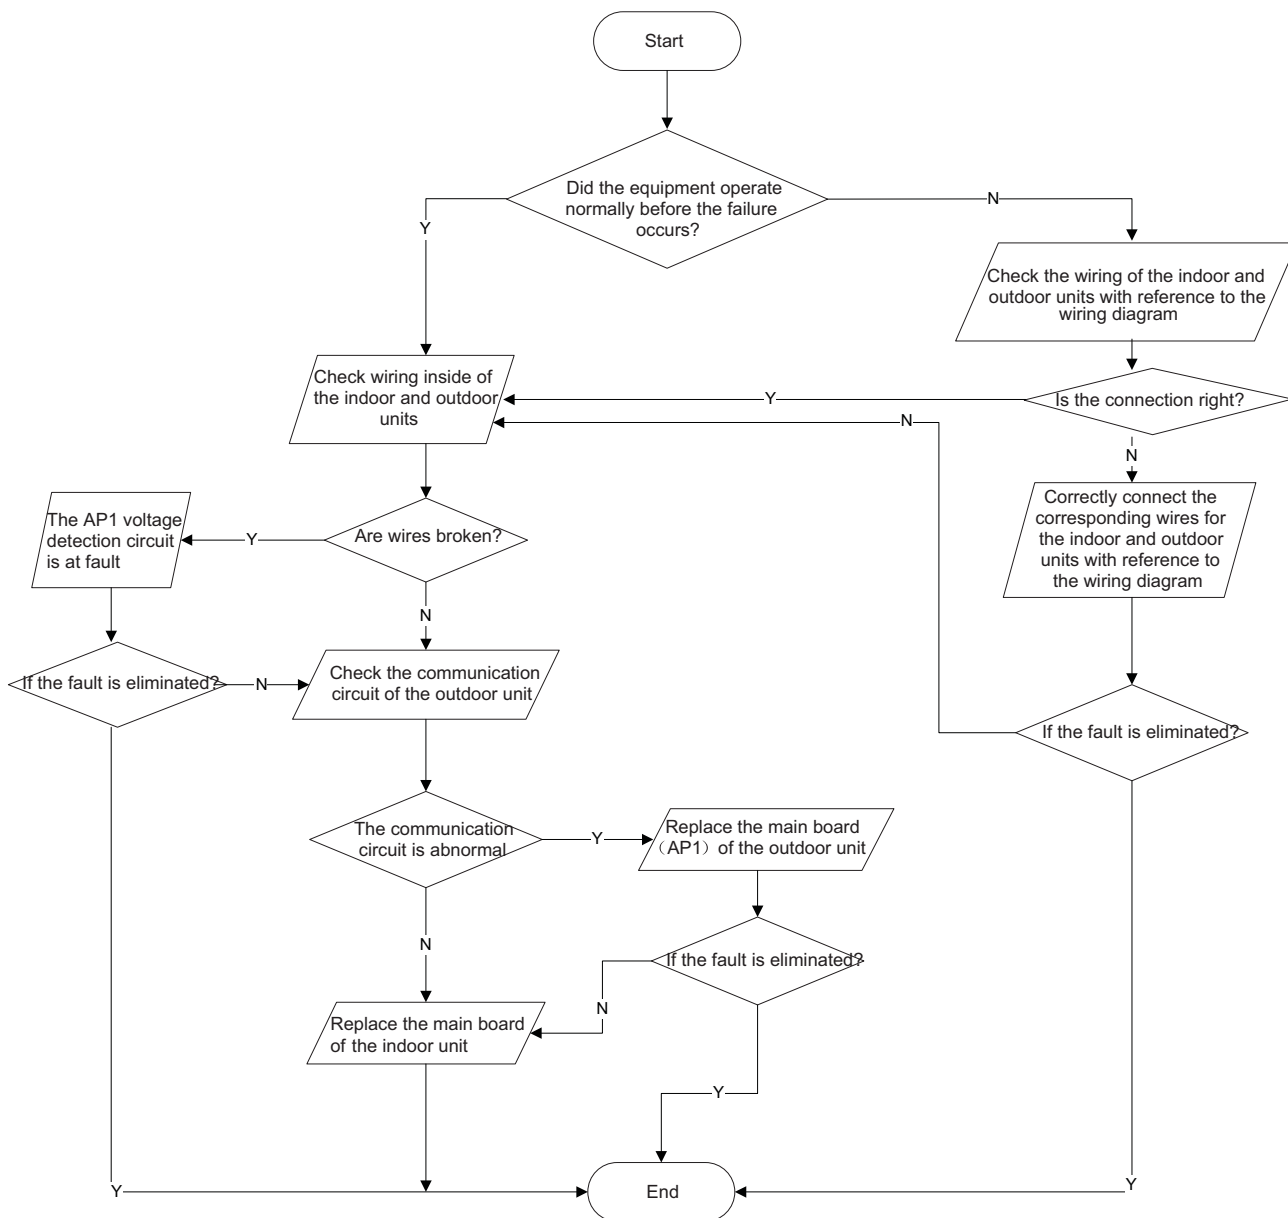 Start
Did the equipment operate
normally before the failure
occurs?
Y
N
Check the wiring of the indoor and
outdoor units with reference to the
wiring diagram
Check wiring inside of
the indoor and outdoor
units
Y
Is the connection right?
N
N
The AP1 voltage
detection circuit
is at fault
Y
Are wires broken?
Correctly connect the
corresponding wires for
the indoor and outdoor
units with reference to
the wiring diagram
N
If the fault is eliminated?
N
Check the communication
circuit of the outdoor unit
If the fault is eliminated?
The communication
circuit is abnormal
Y
Replace the main board
(AP1) of the outdoor unit
N
If the fault is eliminated?
N
Replace the main board
of the indoor unit
Y
Y
End
Y